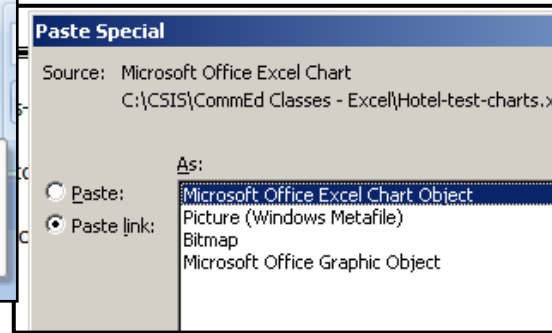 Paste Special
Source: Microsoft Office Excel Chart
C:\CSIS\CommEd Classes - Excel\Hotel-test-charts.x
As:
Paste:
Microsoft Office Excel Chart Object
Picture (Windows Metafile)
Paste link:
Bitmap
Microsoft Office Graphic Object